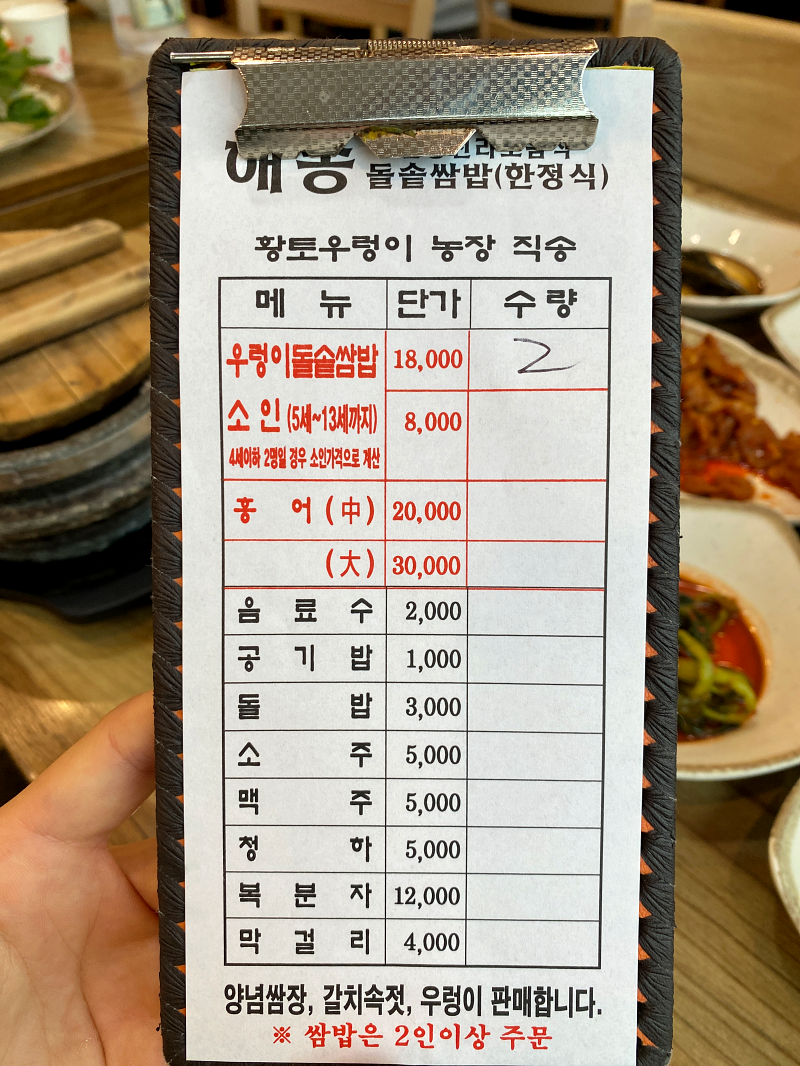 해송
돌솥쌈밥(한정식)
황토우렁이 농장 직송
메 뉴 단가 수 량
우렁이돌솥쌈밥 18,000 2
소 인 (5세~13세까지) 8,000
4세이하 2명일 경우 소인가격으로 계산
홍 어 (中) 20,000
(大) 30,000
음 료 수 2,000
공 기 밥 1,000
돌 밥 3,000
소 주 5,000
맥 주 5,000
청 하 5,000
복 분 자 12,000
막 걸 리 4,000
양념쌈장, 갈치속젓, 우렁이 판매합니다.
※ 쌈밥은 2인이상 주문